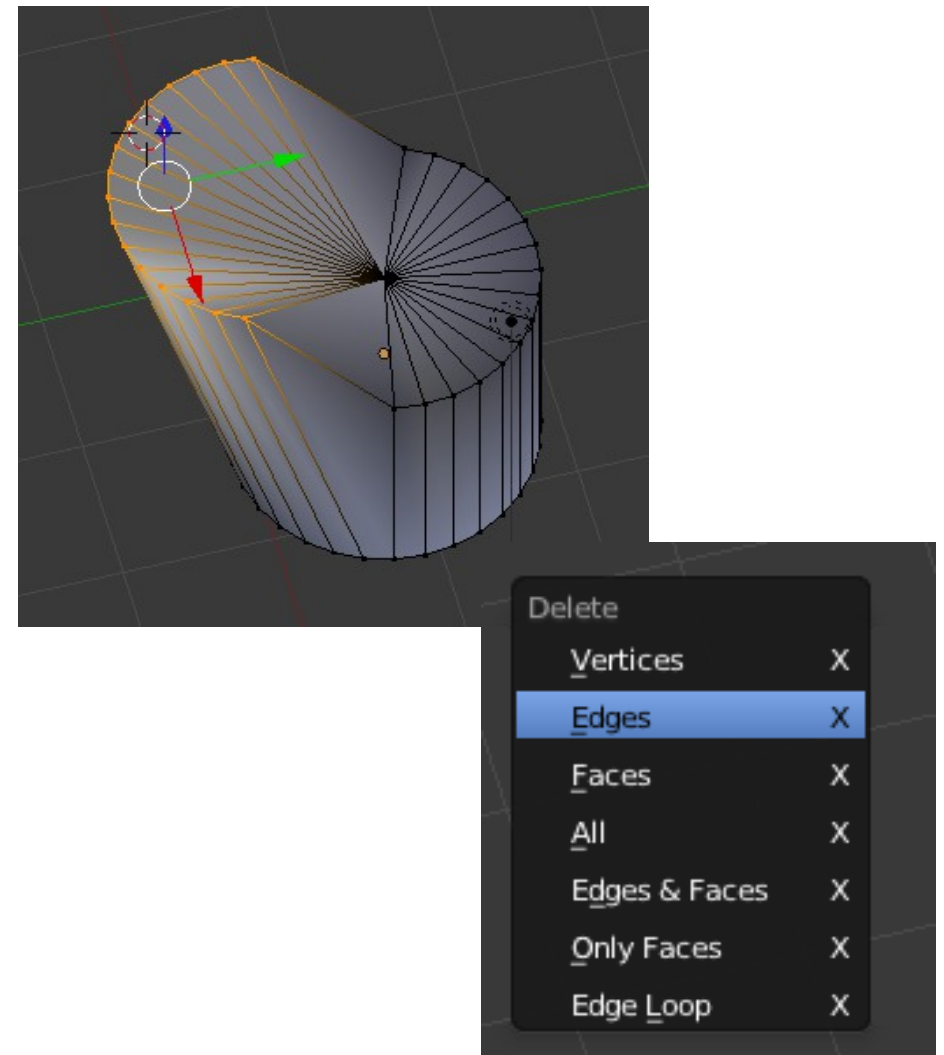 Delete
Vertices X
Edges X
Faces X
All X
Edges & Faces X
Only Faces X
Edge Loop X